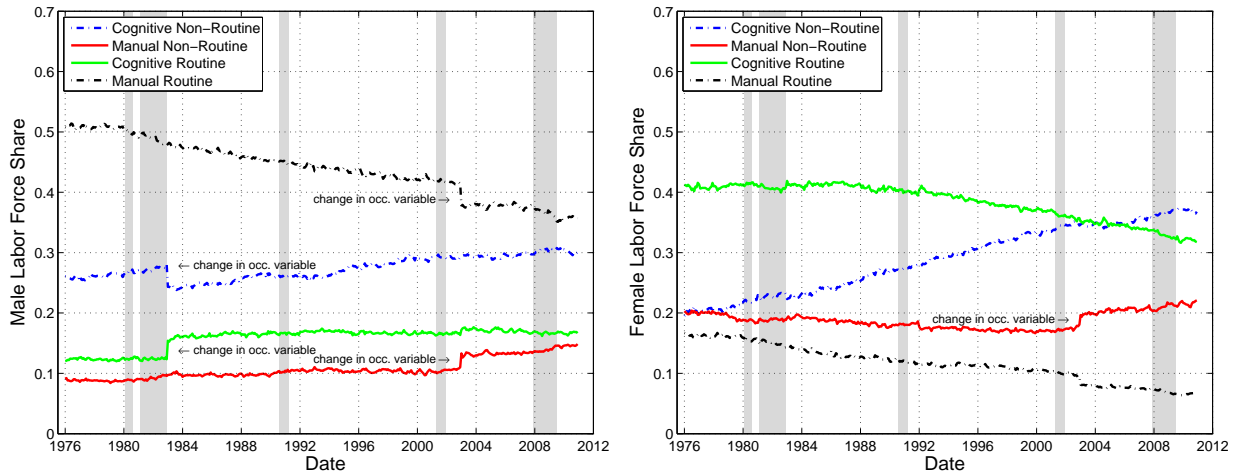 0.7
Cognitive Non−Routine
Manual Non−Routine
Cognitive Routine
Manual Routine
0.6
0.5
0.4
change in occ. variable →
0.3
← change in occ. variable
0.2
← change in occ. variable
change in occ. variable →
0.1
0
1976 1980 1984 1988 1992 1996 2000 2004 2008 2012
Date
Male Labor Force Share
0.7
Cognitive Non−Routine
Manual Non−Routine
Cognitive Routine
Manual Routine
0.6
0.5
0.4
0.3
0.2
change in occ. variable →
0.1
0
1976 1980 1984 1988 1992 1996 2000 2004 2008 2012
Date
Female Labor Force Share